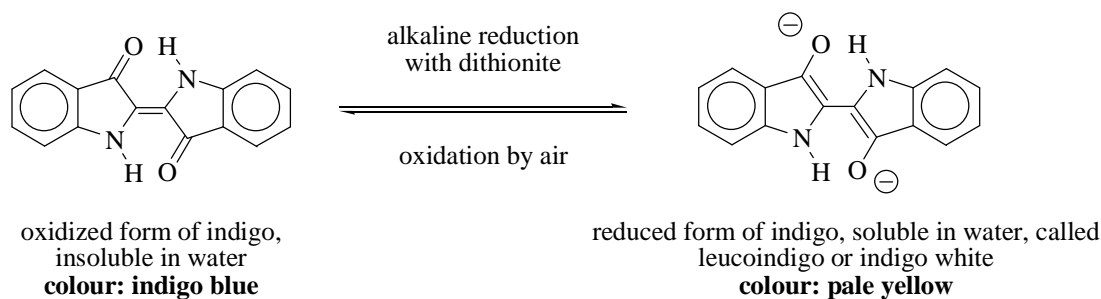 O
H
N
N
H
O
alkaline reduction
with dithionite
oxidation by air
O
H
N
N
H
O
oxidized form of indigo,
insoluble in water
colour: indigo blue
reduced form of indigo, soluble in water, called
leucoindigo or indigo white
colour: pale yellow